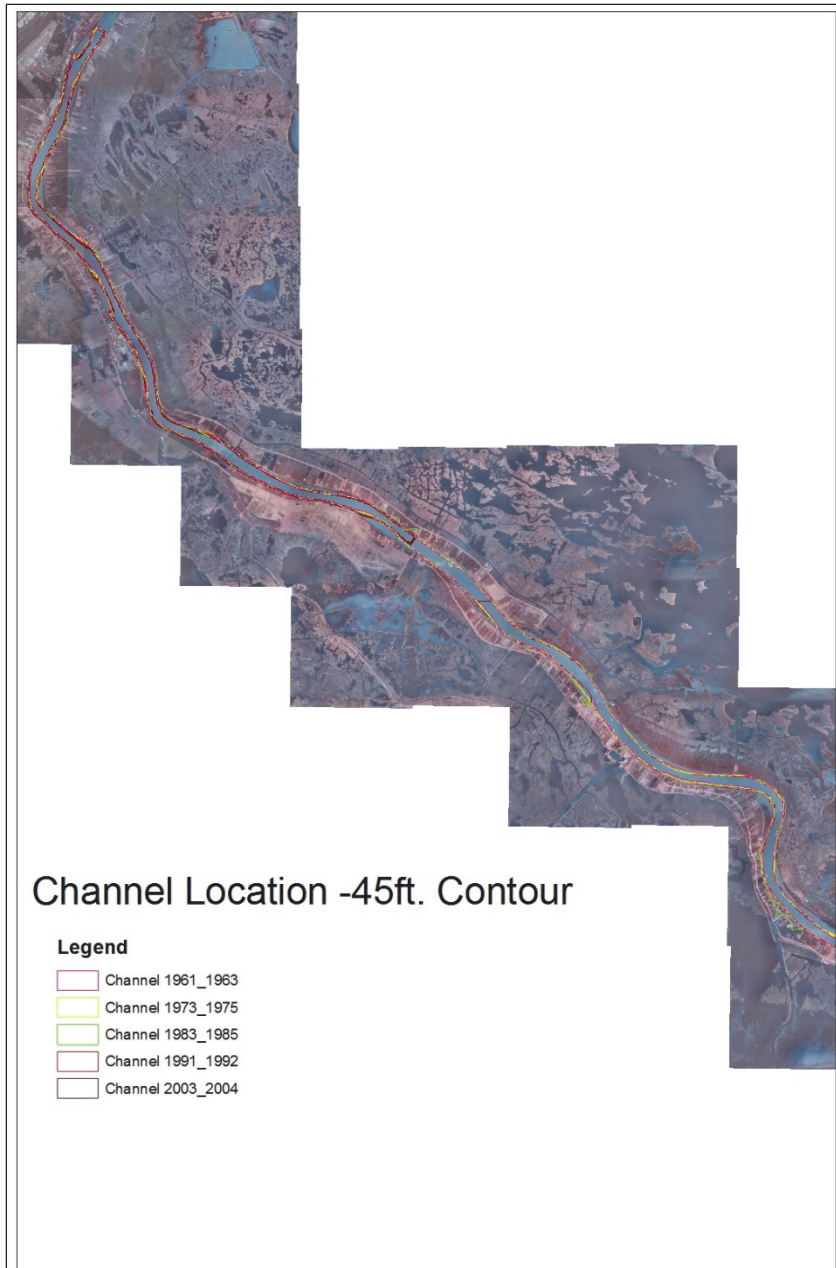 Channel Location -45ft. Contour
Legend
Channel 1961_1963
Channel 1973_1975
Channel 1983_1985
Channel 1991_1992
Channel 2003_2004